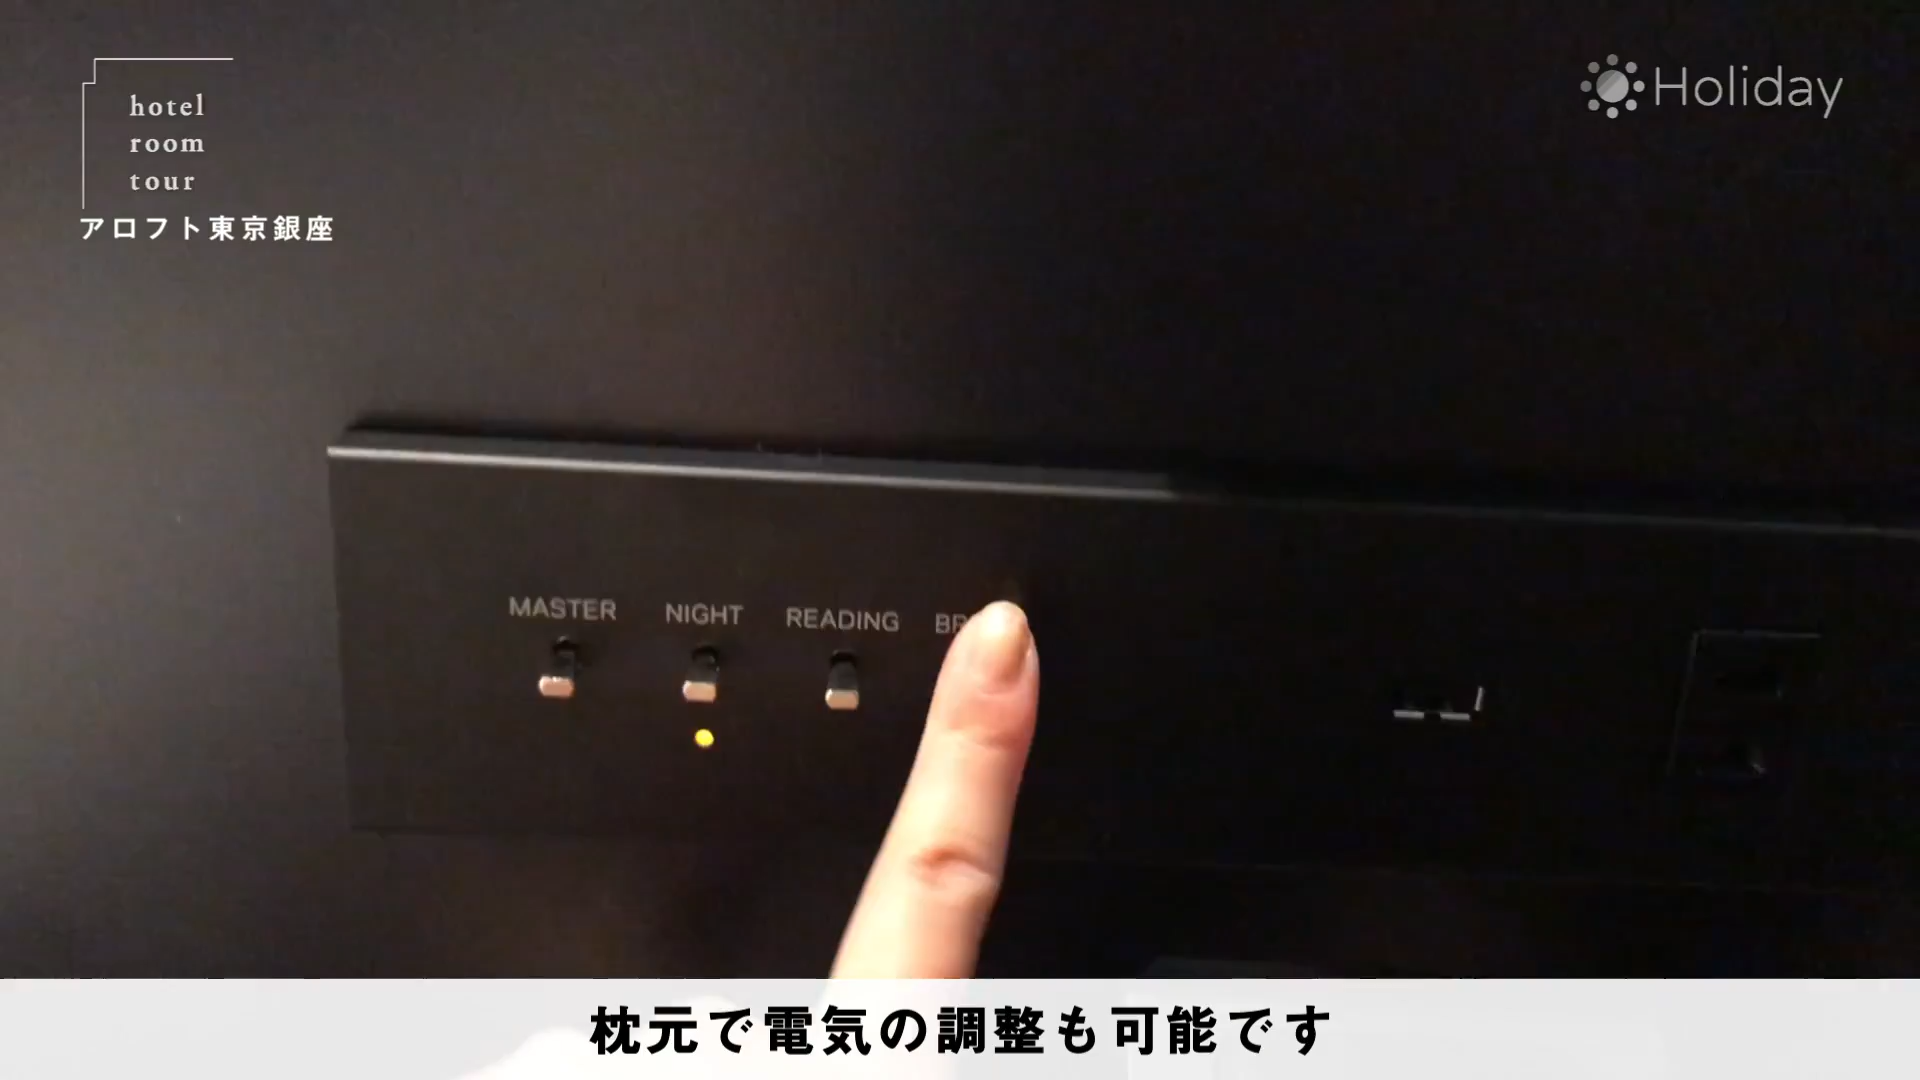 hotel
room
tour
アロフト東京銀座
Holiday
MASTER NIGHT READING
枕元で電気の調整も可能です